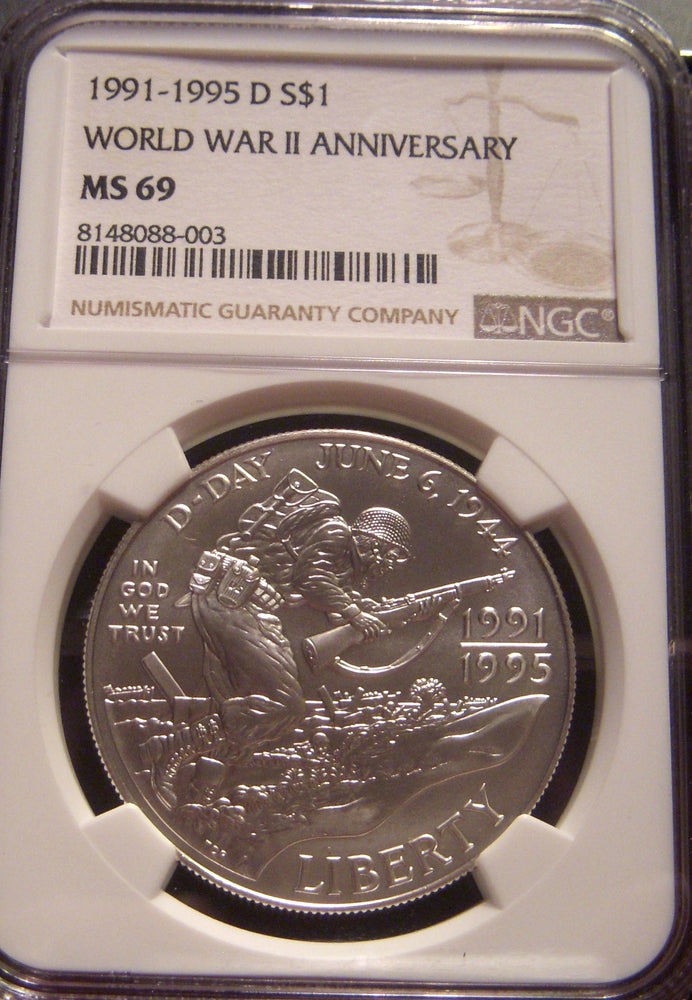 1991-1995 D S$1
WORLD WAR II ANNIVERSARY
MS 69
8148088-003
NUMISMATIC GUARANTY COMPANY
NGC®
D-DAY JUNE 6, 1944
IN
GOD
WE
TRUST
1991
1995
LIBERTY